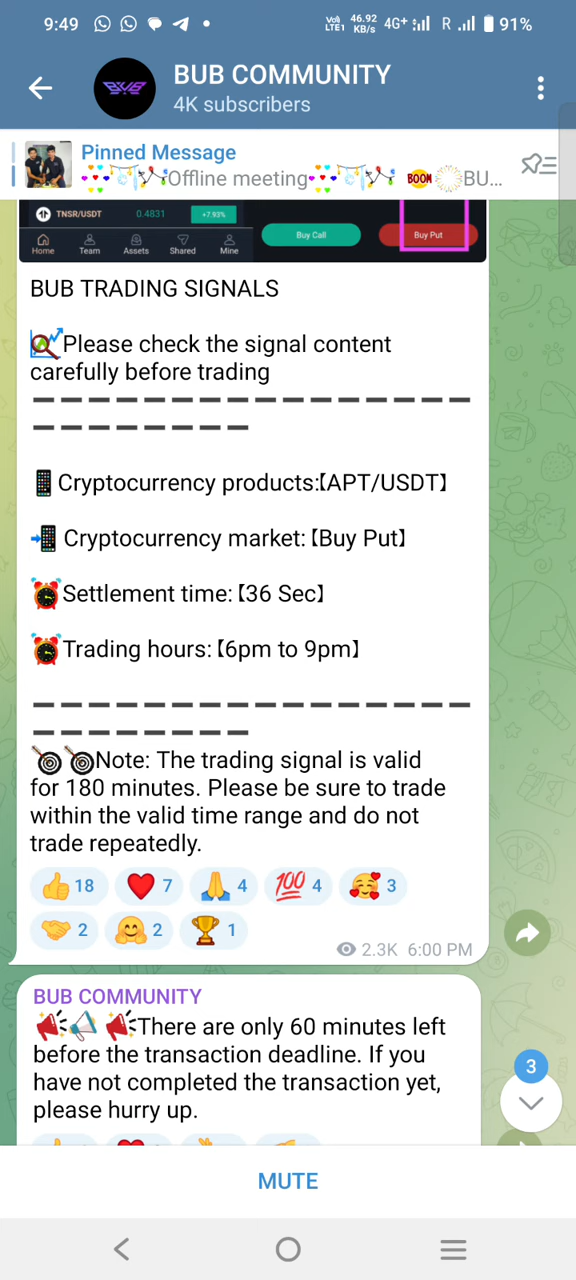 9:49
Vo) LTE1 46.92 KB/s 4G+ R 91%
BUB COMMUNITY
4K subscribers
Pinned Message
Offline meeting BOOM BU...
TNSR/USDT 0.4831 +7.93% Buy Call Buy Put
Home Team Assets Shared Mine
BUB TRADING SIGNALS
Please check the signal content
carefully before trading
➖➖➖➖➖➖➖➖➖➖➖➖➖➖➖➖
➖➖➖➖➖➖➖➖
Cryptocurrency products:【APT/USDT】
Cryptocurrency market: 【Buy Put】
Settlement time: 【36 Sec】
Trading hours: 【6pm to 9pm】
➖➖➖➖➖➖➖➖➖➖➖➖➖➖➖➖
➖➖➖➖➖➖➖➖
Note: The trading signal is valid
for 180 minutes. Please be sure to trade
within the valid time range and do not
trade repeatedly.
👍 18 ❤️ 7 🙏 4 💯 4 🥰 3
🤝 2 🤗 2 🏆 1
2.3K 6:00 PM
BUB COMMUNITY
There are only 60 minutes left
before the transaction deadline. If you
have not completed the transaction yet,
please hurry up.
3
MUTE